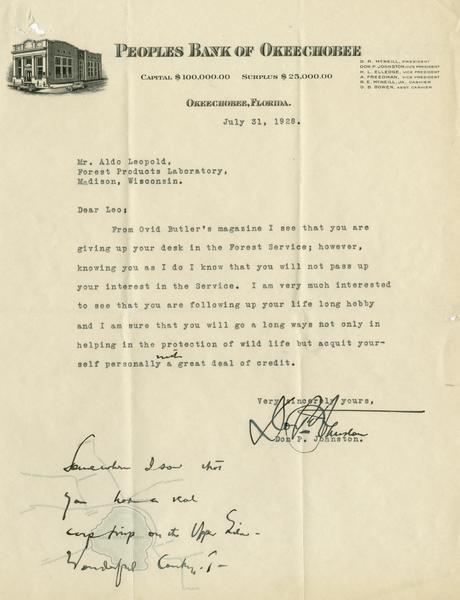 PEOPLES BANK OF OKEECHOBEE
CAPITAL $100,000.00 SURPLUS $25,000.00
OKEECHOBEE, FLORIDA.
D. R. MCNEILL, PRESIDENT
DON P. JOHNSTON, VICE PRESIDENT
H. L. ELLEDGE, VICE PRESIDENT
A. FREEDMAN, VICE PRESIDENT
R. E. MCNEILL, JR., CASHIER
O. B. BOWEN, ASST CASHIER
July 31, 1928.
Mr. Aldo Leopold,
Forest Products Laboratory,
Madison, Wisconsin.
Dear Leo;
From Ovid Butler's magazine I see that you are
giving up your desk in the Forest Service; however,
knowing you as I do I know that you will not pass up
your interest in the Service. I am very much interested
to see that you are following up your life long hobby
and I am sure that you will go a long ways not only in
helping in the protection of wild life but acquit your-
self personally with a great deal of credit.
Very sincerely yours,
Don P. Johnston
Don P. Johnston.
Somewhere I saw that
you had a real
trip on the Upper Gila -
Wonderful Country